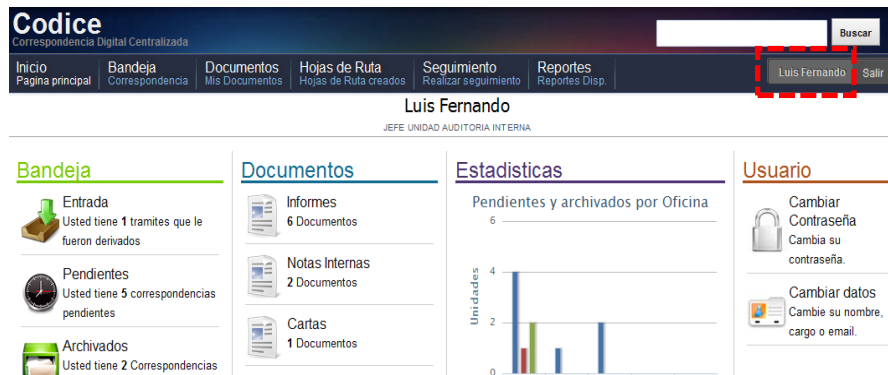 Codice
Correspondencia Digital Centralizada
Buscar
Inicio
Pagina principal
Bandeja
Correspondencia
Documentos
Mis Documentos
Hojas de Ruta
Hojas de Ruta creados
Seguimiento
Realizar seguimiento
Reportes
Reportes Disp.
Luis Fernando
Salir
Luis Fernando
JEFE UNIDAD AUDITORIA INTERNA
Bandeja
Entrada
Usted tiene 1 tramites que le
fueron derivados
Pendientes
Usted tiene 5 correspondencias
pendientes
Archivados
Usted tiene 2 Correspondencias
Documentos
Informes
6 Documentos
Notas Internas
2 Documentos
Cartas
1 Documentos
Estadisticas
Pendientes y archivados por Oficina
Unidades
6
4
2
0
Usuario
Cambiar
Contraseña
Cambia su
contraseña.
Cambiar datos
Cambie su nombre,
cargo o email.